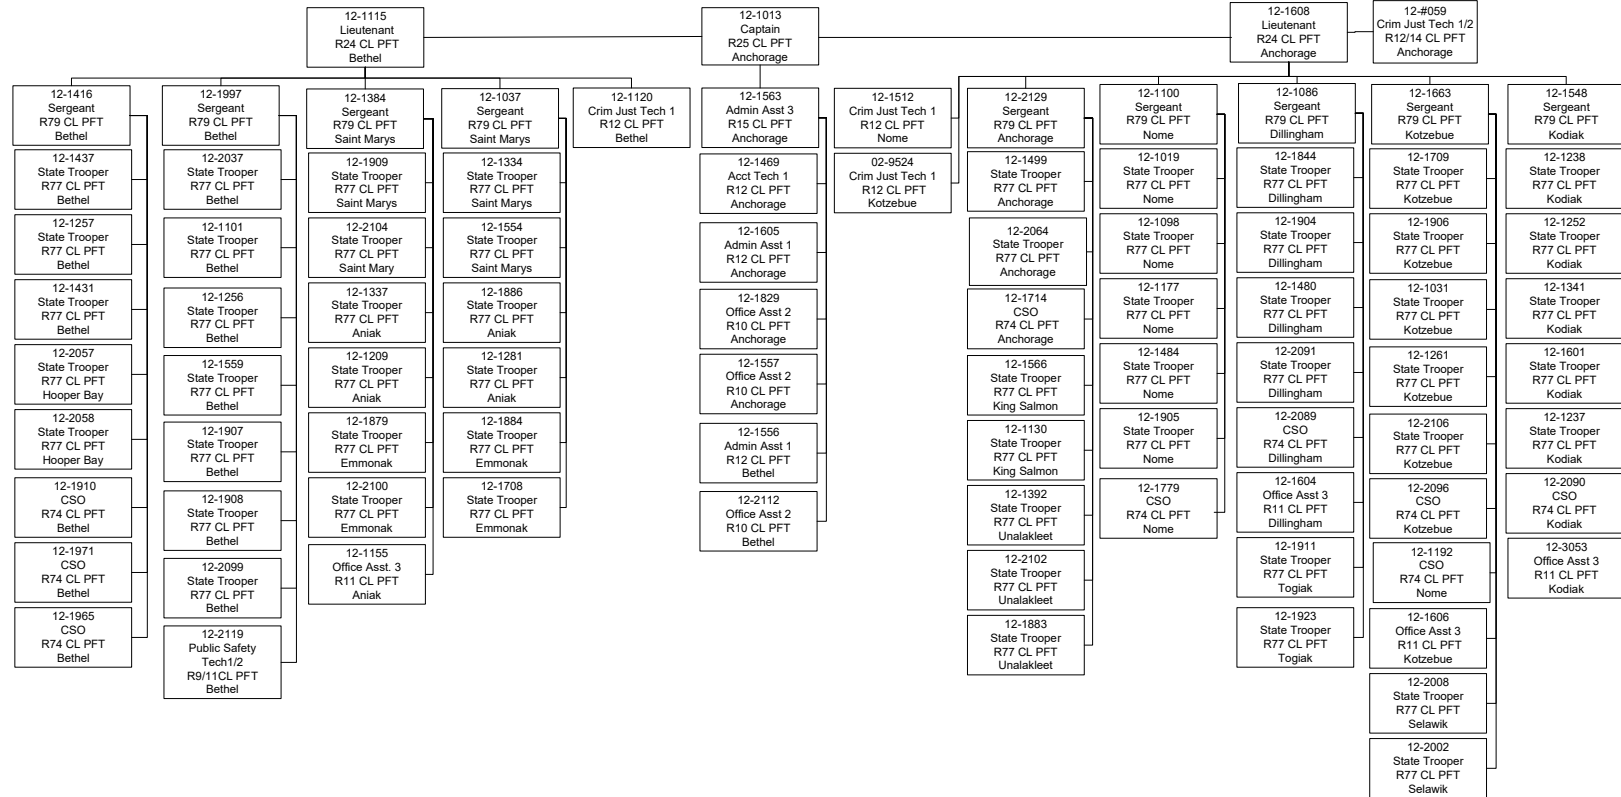 12-1115
Lieutenant
R24 CL PFT
Bethel
12-1013
Captain
R25 CL PFT
Anchorage
12-1608
Lieutenant
R24 CL PFT
Anchorage
12-#059
Crim Just Tech 1/2
R12/14 CL PFT
Anchorage
12-1416
Sergeant
R79 CL PFT
Bethel
12-1437
State Trooper
R77 CL PFT
Bethel
12-1257
State Trooper
R77 CL PFT
Bethel
12-1431
State Trooper
R77 CL PFT
Bethel
12-2057
State Trooper
R77 CL PFT
Hooper Bay
12-2058
State Trooper
R77 CL PFT
Hooper Bay
12-1910
CSO
R74 CL PFT
Bethel
12-1971
CSO
R74 CL PFT
Bethel
12-1965
CSO
R74 CL PFT
Bethel
12-1997
Sergeant
R79 CL PFT
Bethel
12-2037
State Trooper
R77 CL PFT
Bethel
12-1101
State Trooper
R77 CL PFT
Bethel
12-1256
State Trooper
R77 CL PFT
Bethel
12-1559
State Trooper
R77 CL PFT
Bethel
12-1907
State Trooper
R77 CL PFT
Bethel
12-1908
State Trooper
R77 CL PFT
Bethel
12-2099
State Trooper
R77 CL PFT
Bethel
12-2119
Public Safety
Tech1/2
R9/11CL PFT
Bethel
12-1384
Sergeant
R79 CL PFT
Saint Marys
12-1909
State Trooper
R77 CL PFT
Saint Marys
12-2104
State Trooper
R77 CL PFT
Saint Mary
12-1337
State Trooper
R77 CL PFT
Aniak
12-1209
State Trooper
R77 CL PFT
Aniak
12-1879
State Trooper
R77 CL PFT
Emmonak
12-2100
State Trooper
R77 CL PFT
Emmonak
12-1155
Office Asst. 3
R11 CL PFT
Aniak
12-1037
Sergeant
R79 CL PFT
Saint Marys
12-1334
State Trooper
R77 CL PFT
Saint Marys
12-1554
State Trooper
R77 CL PFT
Saint Marys
12-1886
State Trooper
R77 CL PFT
Aniak
12-1281
State Trooper
R77 CL PFT
Aniak
12-1884
State Trooper
R77 CL PFT
Emmonak
12-1708
State Trooper
R77 CL PFT
Emmonak
12-1120
Crim Just Tech 1
R12 CL PFT
Bethel
12-1563
Admin Asst 3
R15 CL PFT
Anchorage
12-1469
Acct Tech 1
R12 CL PFT
Anchorage
12-1605
Admin Asst 1
R12 CL PFT
Anchorage
12-1829
Office Asst 2
R10 CL PFT
Anchorage
12-1557
Office Asst 2
R10 CL PFT
Anchorage
12-1556
Admin Asst 1
R12 CL PFT
Bethel
12-2112
Office Asst 2
R10 CL PFT
Bethel
12-1512
Crim Just Tech 1
R12 CL PFT
Nome
02-9524
Crim Just Tech 1
R12 CL PFT
Kotzebue
12-2129
Sergeant
R79 CL PFT
Anchorage
12-1499
State Trooper
R77 CL PFT
Anchorage
12-2064
State Trooper
R77 CL PFT
Anchorage
12-1714
CSO
R74 CL PFT
Anchorage
12-1566
State Trooper
R77 CL PFT
King Salmon
12-1130
State Trooper
R77 CL PFT
King Salmon
12-1392
State Trooper
R77 CL PFT
Unalakleet
12-2102
State Trooper
R77 CL PFT
Unalakleet
12-1883
State Trooper
R77 CL PFT
Unalakleet
12-1100
Sergeant
R79 CL PFT
Nome
12-1019
State Trooper
R77 CL PFT
Nome
12-1098
State Trooper
R77 CL PFT
Nome
12-1177
State Trooper
R77 CL PFT
Nome
12-1484
State Trooper
R77 CL PFT
Nome
12-1905
State Trooper
R77 CL PFT
Nome
12-1779
CSO
R74 CL PFT
Nome
12-1086
Sergeant
R79 CL PFT
Dillingham
12-1844
State Trooper
R77 CL PFT
Dillingham
12-1904
State Trooper
R77 CL PFT
Dillingham
12-1480
State Trooper
R77 CL PFT
Dillingham
12-2091
State Trooper
R77 CL PFT
Dillingham
12-2089
CSO
R74 CL PFT
Dillingham
12-1604
Office Asst 3
R11 CL PFT
Dillingham
12-1911
State Trooper
R77 CL PFT
Togiak
12-1923
State Trooper
R77 CL PFT
Togiak
12-1663
Sergeant
R79 CL PFT
Kotzebue
12-1709
State Trooper
R77 CL PFT
Kotzebue
12-1906
State Trooper
R77 CL PFT
Kotzebue
12-1031
State Trooper
R77 CL PFT
Kotzebue
12-1261
State Trooper
R77 CL PFT
Kotzebue
12-2106
State Trooper
R77 CL PFT
Kotzebue
12-2096
CSO
R74 CL PFT
Kotzebue
12-1192
CSO
R74 CL PFT
Nome
12-1606
Office Asst 3
R11 CL PFT
Kotzebue
12-2008
State Trooper
R77 CL PFT
Selawik
12-2002
State Trooper
R77 CL PFT
Selawik
12-1548
Sergeant
R79 CL PFT
Kodiak
12-1238
State Trooper
R77 CL PFT
Kodiak
12-1252
State Trooper
R77 CL PFT
Kodiak
12-1341
State Trooper
R77 CL PFT
Kodiak
12-1601
State Trooper
R77 CL PFT
Kodiak
12-1237
State Trooper
R77 CL PFT
Kodiak
12-2090
CSO
R74 CL PFT
Kodiak
12-3053
Office Asst 3
R11 CL PFT
Kodiak